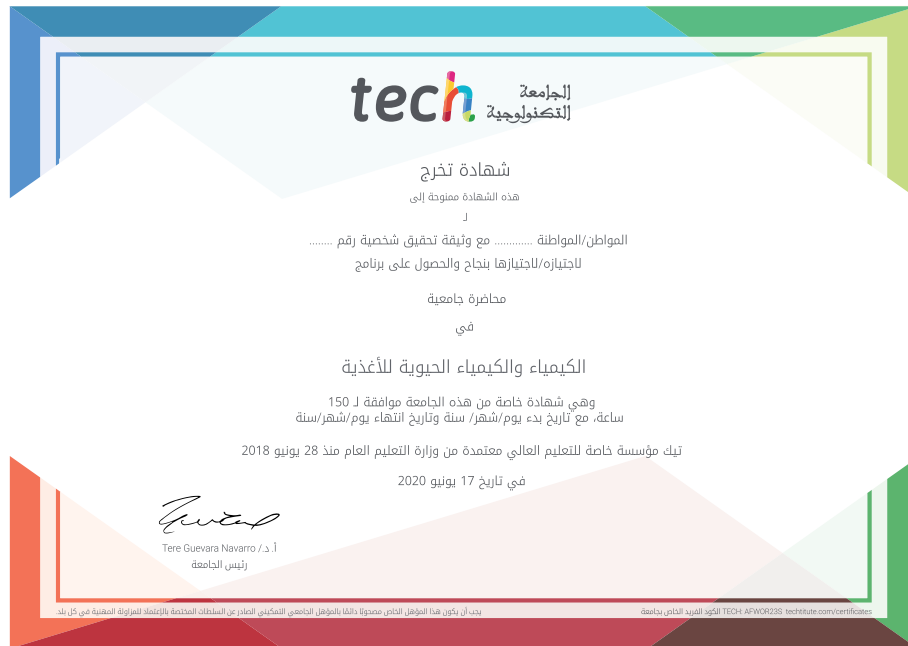 tech الجامعة
التكنولوجية
شهادة تخرج
هذه الشهادة ممنوحة إلى
لـ
المواطن/المواطنة ............. مع وثيقة تحقيق شخصية رقم ........
لاجتيازه/لاجتيازها بنجاح والحصول على برنامج
محاضرة جامعية
في
الكيمياء والكيمياء الحيوية للأغذية
وهي شهادة خاصة من هذه الجامعة موافقة لـ 150
ساعة، مع تاريخ بدء يوم/شهر/ سنة وتاريخ انتهاء يوم/شهر/سنة
تيك مؤسسة خاصة للتعليم العالي معتمدة من وزارة التعليم العام منذ 28 يونيو 2018
في تاريخ 17 يونيو 2020
أ.د./ Tere Guevara Navarro
رئيس الجامعة
يجب أن يكون هذا المؤهل الخاص مصحوبًا دائمًا بالمؤهل الجامعي التمكيني الصادر عن السلطات المختصة بالإعتماد للمزاولة المهنية في كل بلد.
الكود الفريد الخاص بجامعة TECH: AFWOR23S techtitute.com/certificates